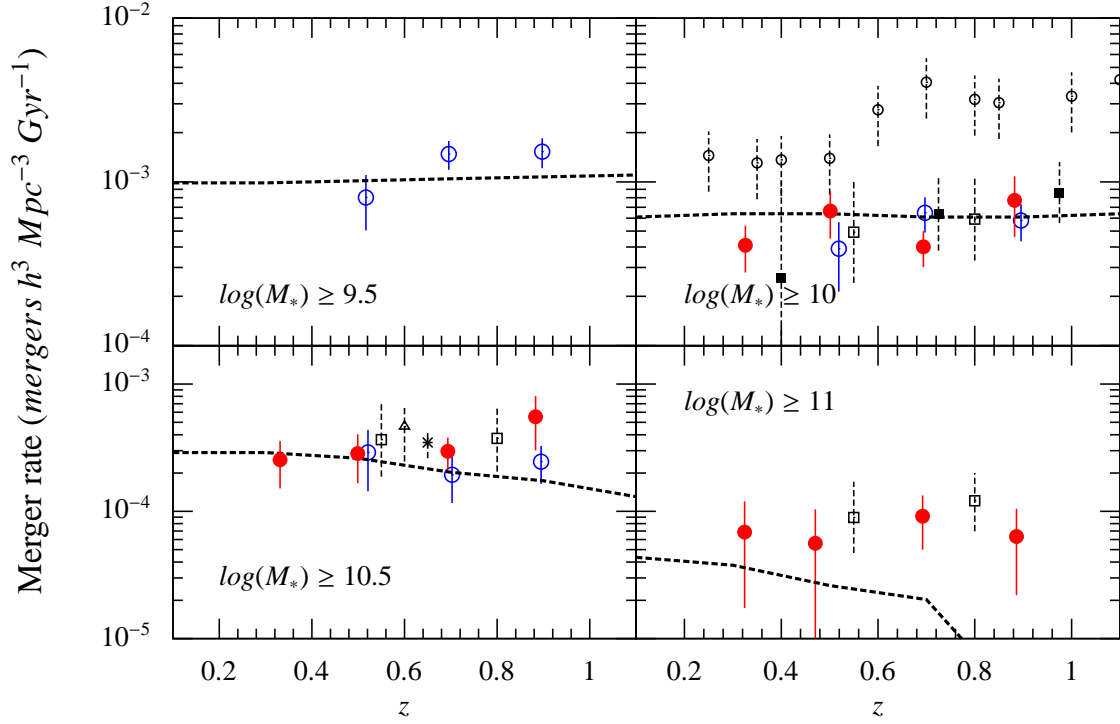 Merger rate (mergers h³ Mpc⁻³ Gyr⁻¹)
10⁻²
10⁻³
10⁻⁴
log(M*) ≥ 9.5
log(M*) ≥ 10
10⁻³
10⁻⁴
10⁻⁵
log(M*) ≥ 10.5
log(M*) ≥ 11
0.2 0.4 0.6 0.8 1
0.2 0.4 0.6 0.8 1
z
z